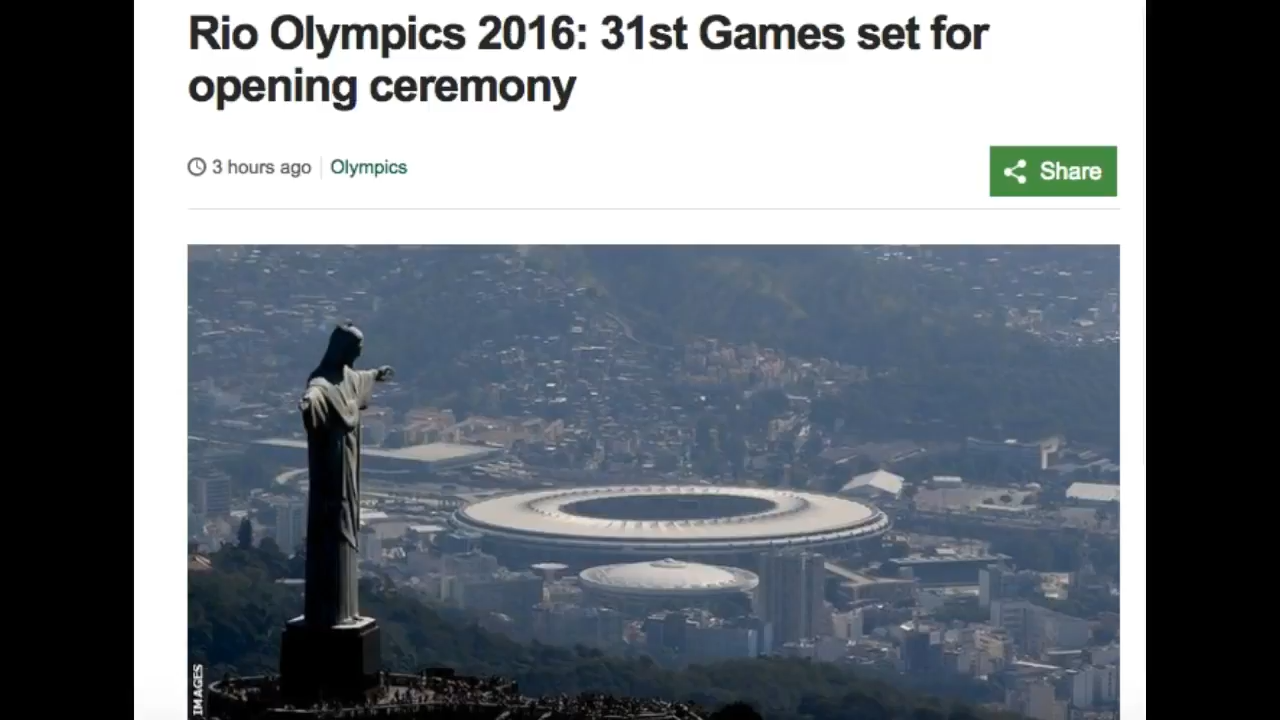 Rio Olympics 2016: 31st Games set for
opening ceremony
3 hours ago | Olympics
Share
IMAGES